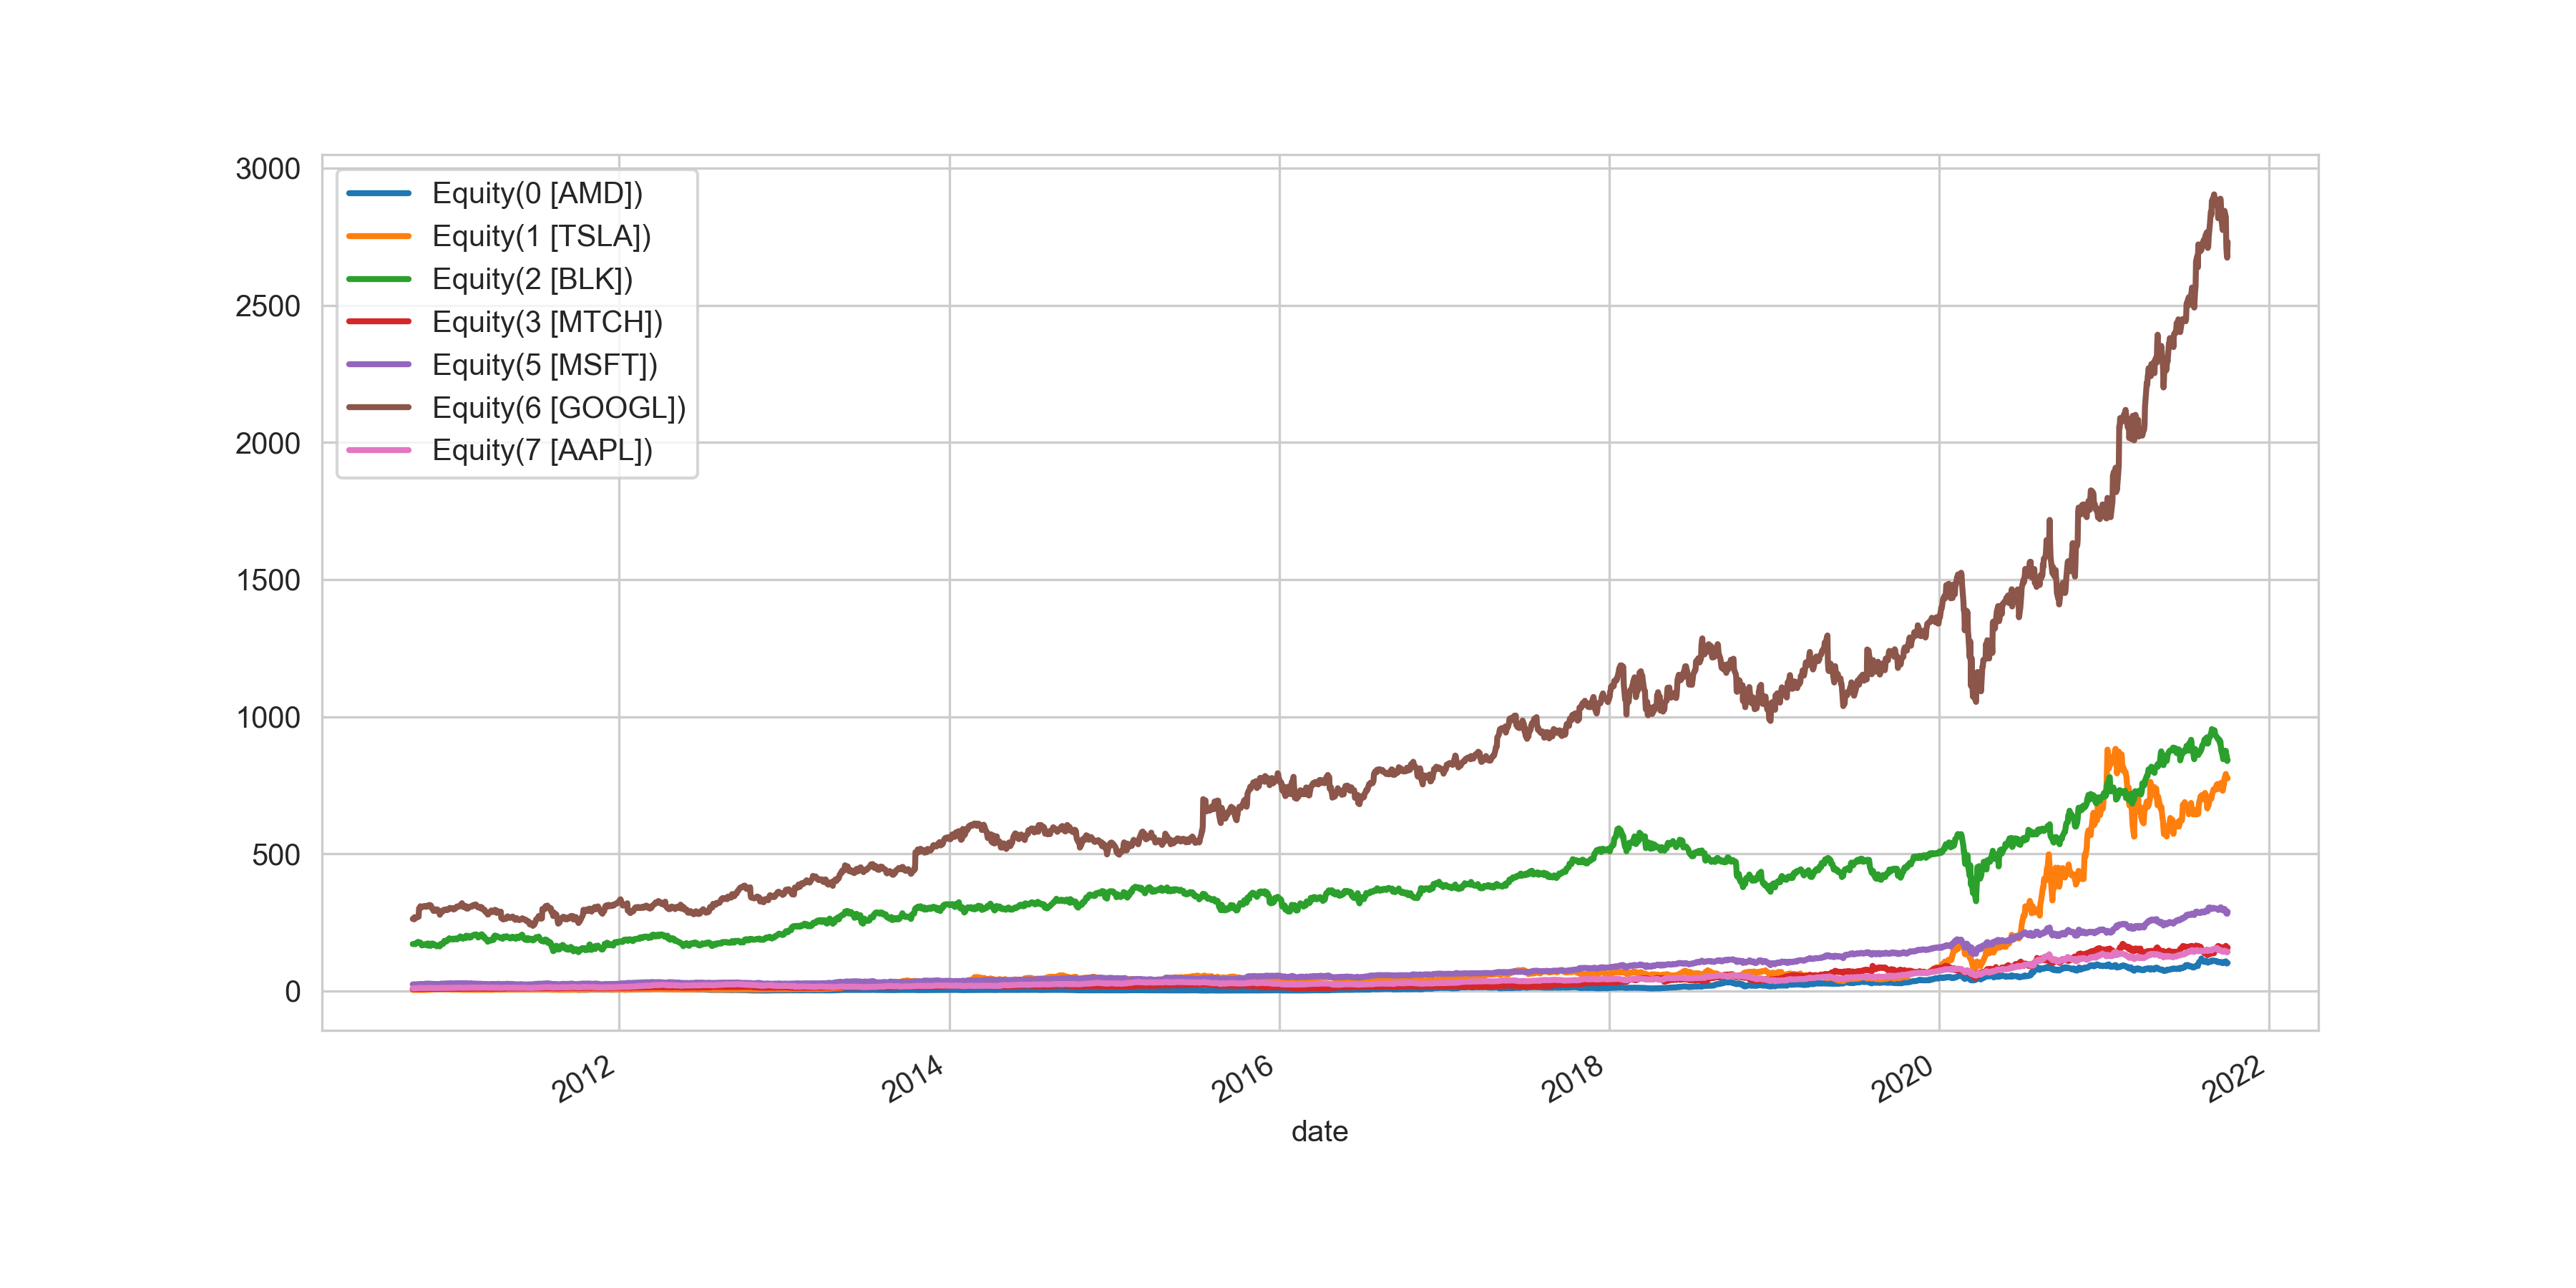 3000
2500
2000
1500
1000
500
0
Equity(0 [AMD])
Equity(1 [TSLA])
Equity(2 [BLK])
Equity(3 [MTCH])
Equity(5 [MSFT])
Equity(6 [GOOGL])
Equity(7 [AAPL])
2012
2014
2016
2018
2020
2022
date